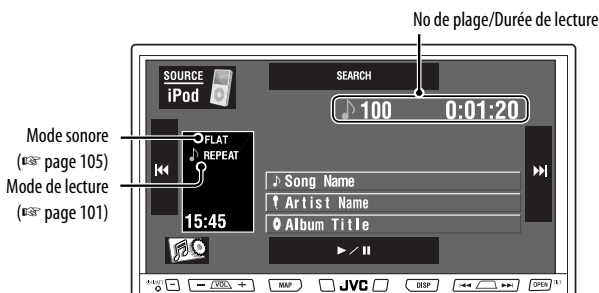 No de plage/Durée de lecture
SOURCE
iPod
SEARCH
♪ 100 0:01:20
Mode sonore
(☞ page 105)
FLAT
♪ REPEAT
Mode de lecture
(☞ page 101)
♪ Song Name
Artist Name
Album Title
15:45
►/II
⏻/I ATT – – VOL + MAP JVC DISP |◄◄ ►►| OPEN TILT